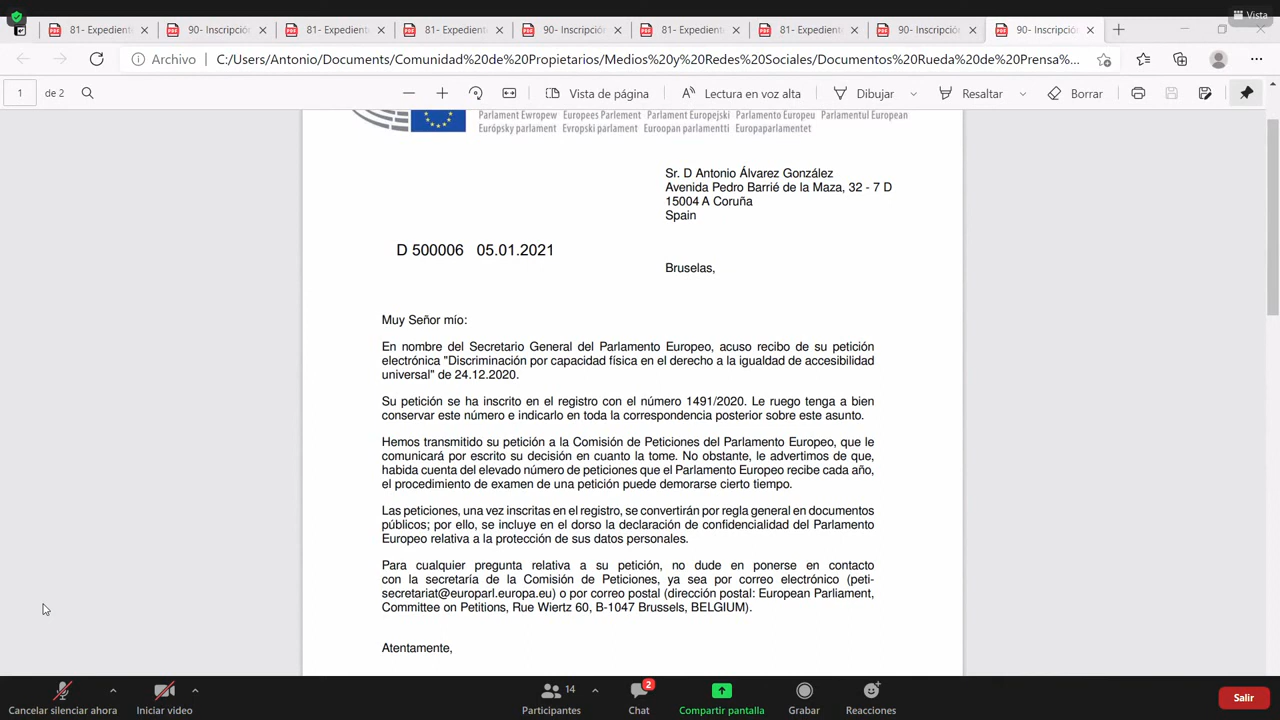 Vista
81- Expedient
90- Inscripció
81- Expedient
81- Expedient
90- Inscripció
81- Expedient
81- Expedient
90- Inscripció
90- Inscripció
Archivo
C:/Users/Antonio/Documents/Comunidad%20de%20Propietarios/Medios%20y%20Redes%20Sociales/Documentos%20Rueda%20de%20Prensa%...
1 de 2
Vista de página
Lectura en voz alta
Dibujar
Resaltar
Borrar
Parlament Ewropew Europees Parlement Parlament Europejski Parlamento Europeu Parlamentul European
Európsky parlament Evropski parlament Euroopan parlamentti Europaparlamentet
Sr. D Antonio Álvarez González
Avenida Pedro Barrié de la Maza, 32 - 7 D
15004 A Coruña
Spain
D 500006 05.01.2021
Bruselas,
Muy Señor mío:
En nombre del Secretario General del Parlamento Europeo, acuso recibo de su petición
electrónica "Discriminación por capacidad física en el derecho a la igualdad de accesibilidad
universal" de 24.12.2020.
Su petición se ha inscrito en el registro con el número 1491/2020. Le ruego tenga a bien
conservar este número e indicarlo en toda la correspondencia posterior sobre este asunto.
Hemos transmitido su petición a la Comisión de Peticiones del Parlamento Europeo, que le
comunicará por escrito su decisión en cuanto la tome. No obstante, le advertimos de que,
habida cuenta del elevado número de peticiones que el Parlamento Europeo recibe cada año,
el procedimiento de examen de una petición puede demorarse cierto tiempo.
Las peticiones, una vez inscritas en el registro, se convertirán por regla general en documentos
públicos; por ello, se incluye en el dorso la declaración de confidencialidad del Parlamento
Europeo relativa a la protección de sus datos personales.
Para cualquier pregunta relativa a su petición, no dude en ponerse en contacto
con la secretaría de la Comisión de Peticiones, ya sea por correo electrónico (peti-
secretariat@europarl.europa.eu) o por correo postal (dirección postal: European Parliament,
Committee on Petitions, Rue Wiertz 60, B-1047 Brussels, BELGIUM).
Atentamente,
14
2
Cancelar silenciar ahora
Iniciar video
Participantes
Chat
Compartir pantalla
Grabar
Reacciones
Salir